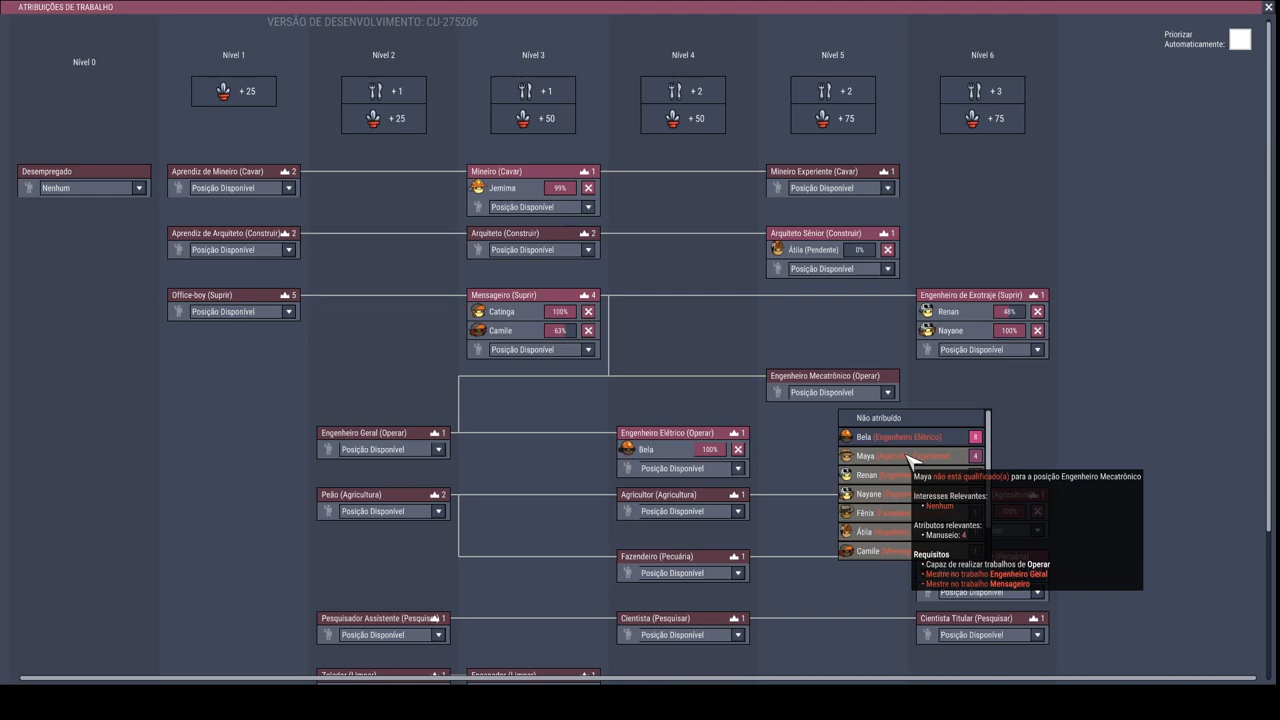 ATRIBUIÇÕES DE TRABALHO
VERSÃO DE DESENVOLVIMENTO: CU-275206
Priorizar
Automaticamente:
Nível 0
Nível 1
Nível 2
Nível 3
Nível 4
Nível 5
Nível 6
+ 25
+ 1
+ 25
+ 1
+ 50
+ 2
+ 50
+ 2
+ 75
+ 3
+ 75
Desempregado
Nenhum
Aprendiz de Mineiro (Cavar) 2
Posição Disponível
Mineiro (Cavar) 1
Jemima 99%
Posição Disponível
Mineiro Experiente (Cavar) 1
Posição Disponível
Aprendiz de Arquiteto (Construir) 2
Posição Disponível
Arquiteto (Construir) 2
Posição Disponível
Arquiteto Sênior (Construir) 1
Átila (Pendente) 0%
Posição Disponível
Office-boy (Suprir) 5
Posição Disponível
Mensageiro (Suprir) 4
Catinga 100%
Camile 63%
Posição Disponível
Engenheiro de Exotraje (Suprir) 1
Renan 48%
Nayane 100%
Posição Disponível
Engenheiro Mecatrônico (Operar)
Posição Disponível
Não atribuído
Bela (Engenheiro Elétrico) 8
Maya 4
Renan
Nayane
Fênix
Átila
Camile
Maya não está qualificado(a) para a posição Engenheiro Mecatrônico
Interesses Relevantes:
• Nenhum
Atributos relevantes:
• Manuseio: 4
Requisitos
• Capaz de realizar trabalhos de Operar
• Mestre no trabalho Engenheiro Geral
• Mestre no trabalho Mensageiro
Engenheiro Geral (Operar) 1
Posição Disponível
Engenheiro Elétrico (Operar) 1
Bela 100%
Posição Disponível
Peão (Agricultura) 2
Posição Disponível
Agricultor (Agricultura) 1
Posição Disponível
Fazendeiro (Pecuária) 1
Posição Disponível
Posição Disponível
Pesquisador Assistente 1
Posição Disponível
Cientista (Pesquisar) 1
Posição Disponível
Cientista Titular (Pesquisar) 1
Posição Disponível